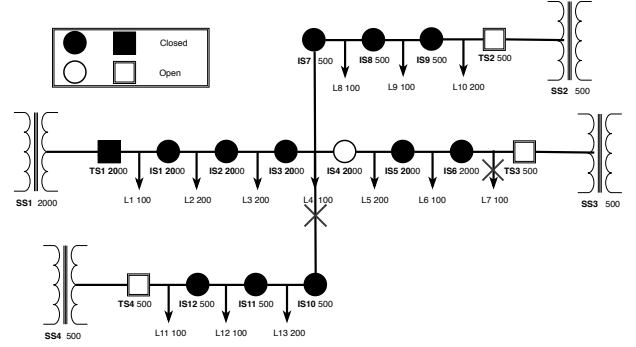 Closed
Open
IS7 500
IS8 500
IS9 500
TS2 500
L8 100
L9 100
L10 200
SS2 500
TS1 2000
IS1 2000
IS2 2000
IS3 2000
IS4 2000
IS5 2000
IS6 2000
TS3 500
L1 100
L2 200
L3 200
L4 100
L5 200
L6 100
L7 100
SS1 2000
SS3 500
TS4 500
IS12 500
IS11 500
IS10 500
L11 100
L12 100
L13 200
SS4 500